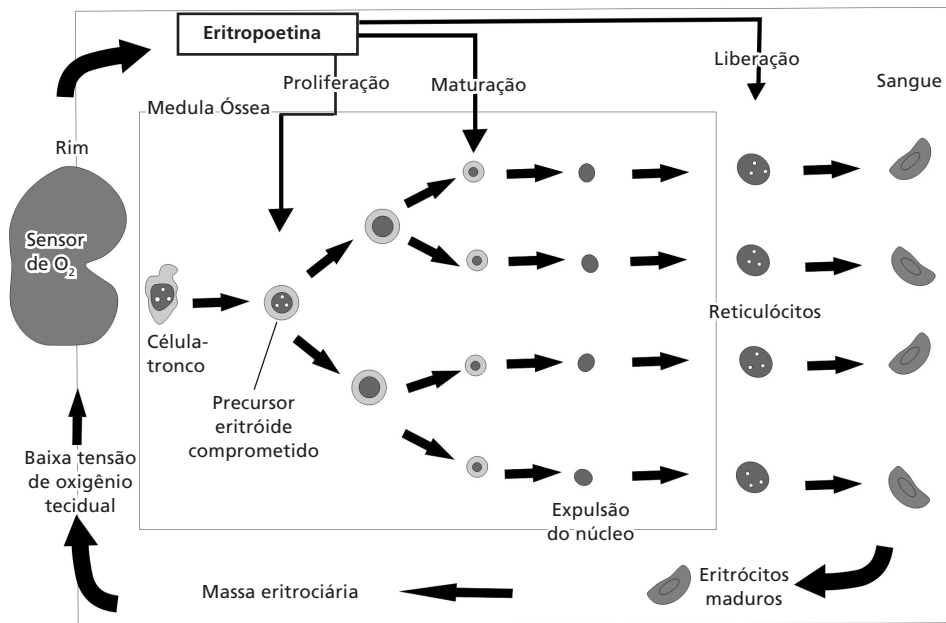 Eritropoetina
Proliferação
Maturação
Liberação
Sangue
Medula Óssea
Rim
Sensor
de O₂
Célula-
tronco
Reticulócitos
Precursor
eritróide
comprometido
Baixa tensão
de oxigênio
tecidual
Expulsão
do núcleo
Massa eritrociária
Eritrócitos
maduros